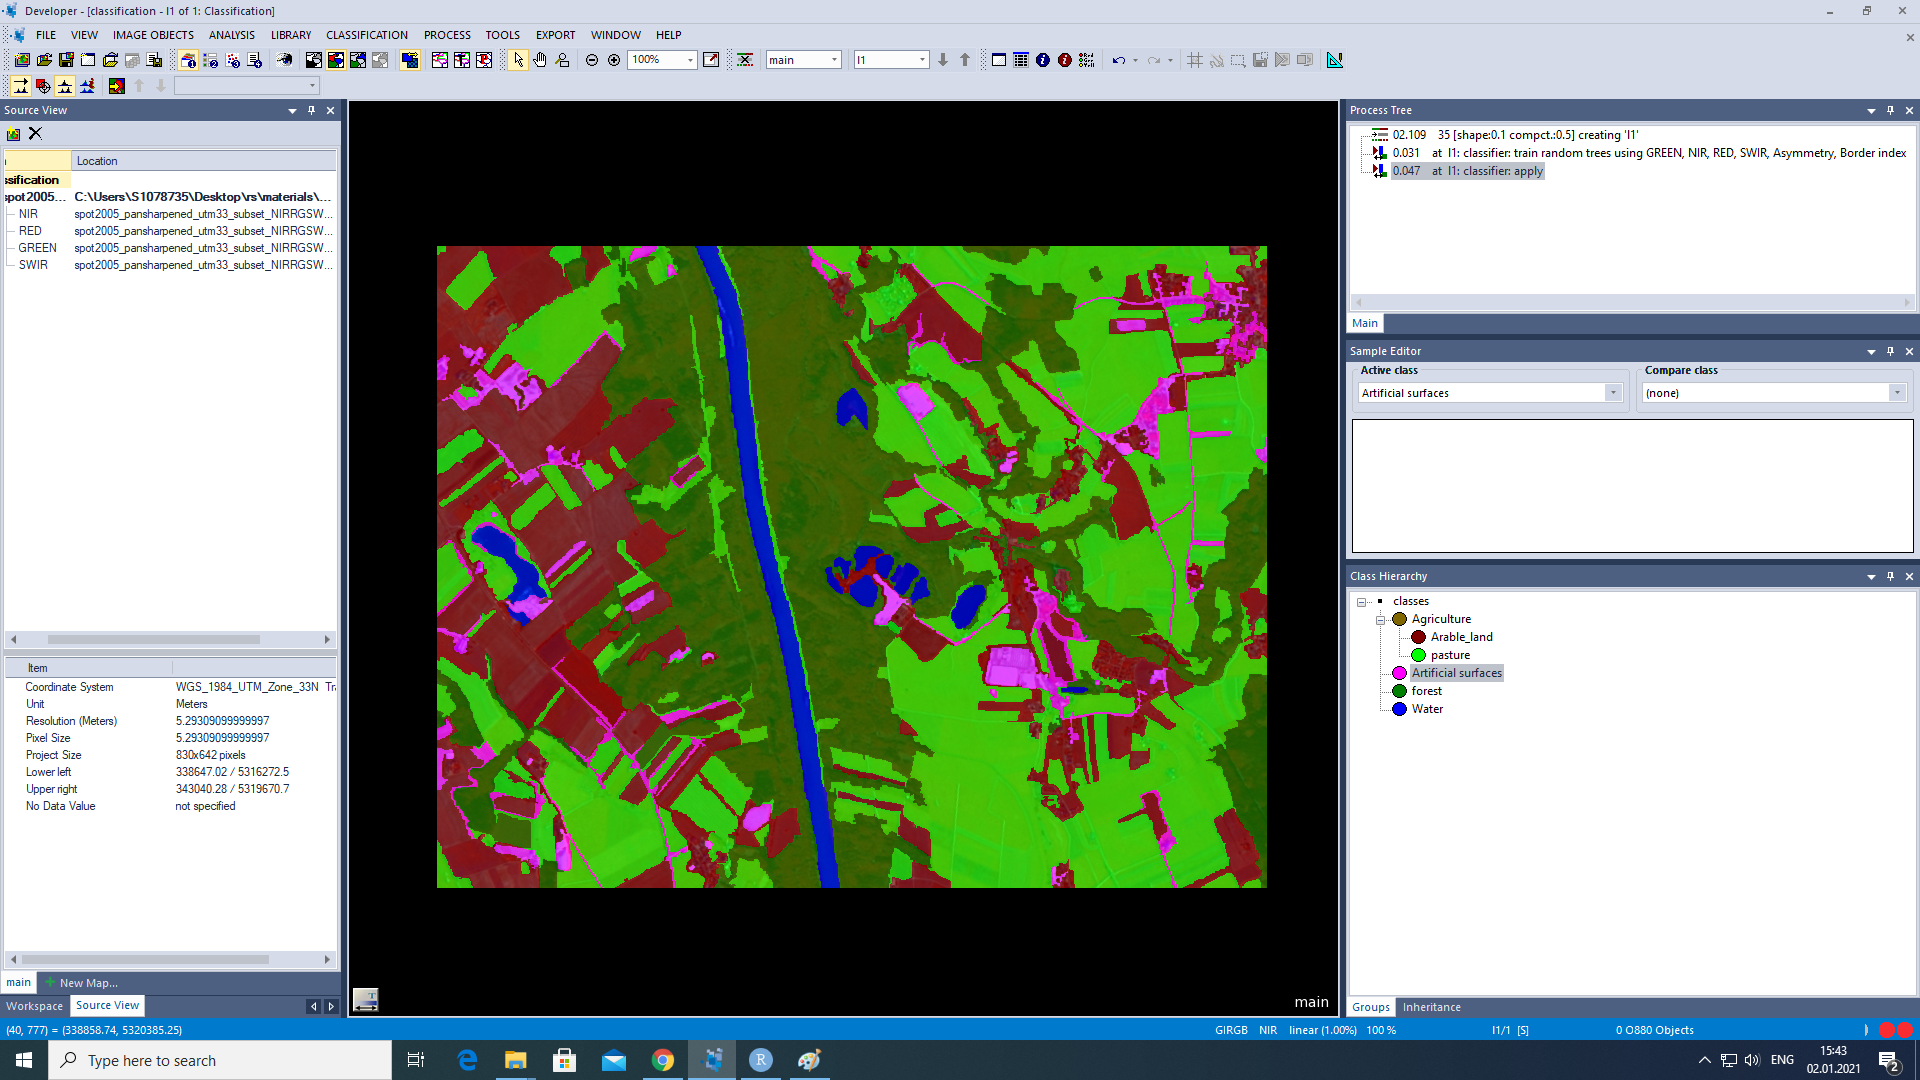 Developer - [classification - l1 of 1: Classification]
FILE VIEW IMAGE OBJECTS ANALYSIS LIBRARY CLASSIFICATION PROCESS TOOLS EXPORT WINDOW HELP
100% main l1
Source View
Location
ssification
spot2005... C:\Users\S1078735\Desktop\rs\materials\...
NIR spot2005_pansharpened_utm33_subset_NIRRGSW...
RED spot2005_pansharpened_utm33_subset_NIRRGSW...
GREEN spot2005_pansharpened_utm33_subset_NIRRGSW...
SWIR spot2005_pansharpened_utm33_subset_NIRRGSW...
Item
Coordinate System WGS_1984_UTM_Zone_33N Tr
Unit Meters
Resolution (Meters) 5.29309099999997
Pixel Size 5.29309099999997
Project Size 830x642 pixels
Lower left 338647.02 / 5316272.5
Upper right 343040.28 / 5319670.7
No Data Value not specified
main New Map...
Workspace Source View
main
Process Tree
02.109 35 [shape:0.1 compct.:0.5] creating 'l1'
0.031 at l1: classifier: train random trees using GREEN, NIR, RED, SWIR, Asymmetry, Border index
0.047 at l1: classifier: apply
Main
Sample Editor
Active class Compare class
Artificial surfaces (none)
Class Hierarchy
classes
Agriculture
Arable_land
pasture
Artificial surfaces
forest
Water
Groups Inheritance
(40, 777) = (338858.74, 5320385.25) GIRGB NIR linear (1.00%) 100 % l1/1 [S] 0 O880 Objects
Type here to search
ENG
15:43
02.01.2021
2